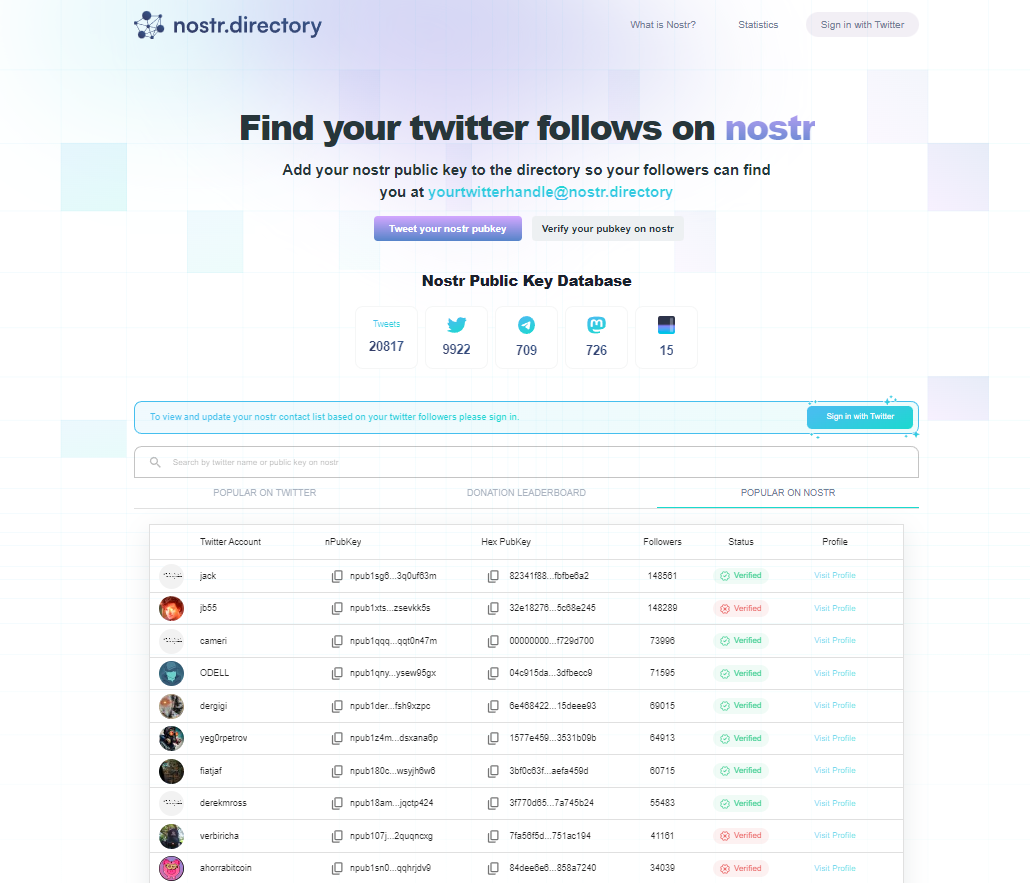 nostr.directory
What is Nostr?
Statistics
Sign in with Twitter
Find your twitter follows on nostr
Add your nostr public key to the directory so your followers can find
you at yourtwitterhandle@nostr.directory
Tweet your nostr pubkey
Verify your pubkey on nostr
Nostr Public Key Database
Tweets
20817
9922
709
726
15
To view and update your nostr contact list based on your twitter followers please sign in.
Sign in with Twitter
Search by twitter name or public key on nostr
POPULAR ON TWITTER
DONATION LEADERBOARD
POPULAR ON NOSTR
Twitter Account nPubKey Hex PubKey Followers Status Profile
jack npub1sg6...3q0uf63m 82341f88...fbfbe6a2 148561 Verified Visit Profile
jb55 npub1xts...zsevkk5s 32e18276...5c68e245 148289 Verified Visit Profile
cameri npub1qqq...qqt0n47m 00000000...f729d700 73996 Verified Visit Profile
ODELL npub1qny...ysew95gx 04c915da...3dfbecc9 71595 Verified Visit Profile
dergigi npub1der...fsh9xzpc 6e468422...15deee93 69015 Verified Visit Profile
yeg0rpetrov npub1z4m...dsxana6p 1577e459...3531b09b 64913 Verified Visit Profile
fiatjaf npub180c...wsyjh6w6 3bf0c63f...aefa459d 60715 Verified Visit Profile
derekmross npub18am...jqctp424 3f770d65...7a745b24 55483 Verified Visit Profile
verbiricha npub107j...2quqncxg 7fa56f5d...751ac194 41161 Verified Visit Profile
ahorrabitcoin npub1sn0...qqhrjdv9 84dee6e6...858a7240 34039 Verified Visit Profile